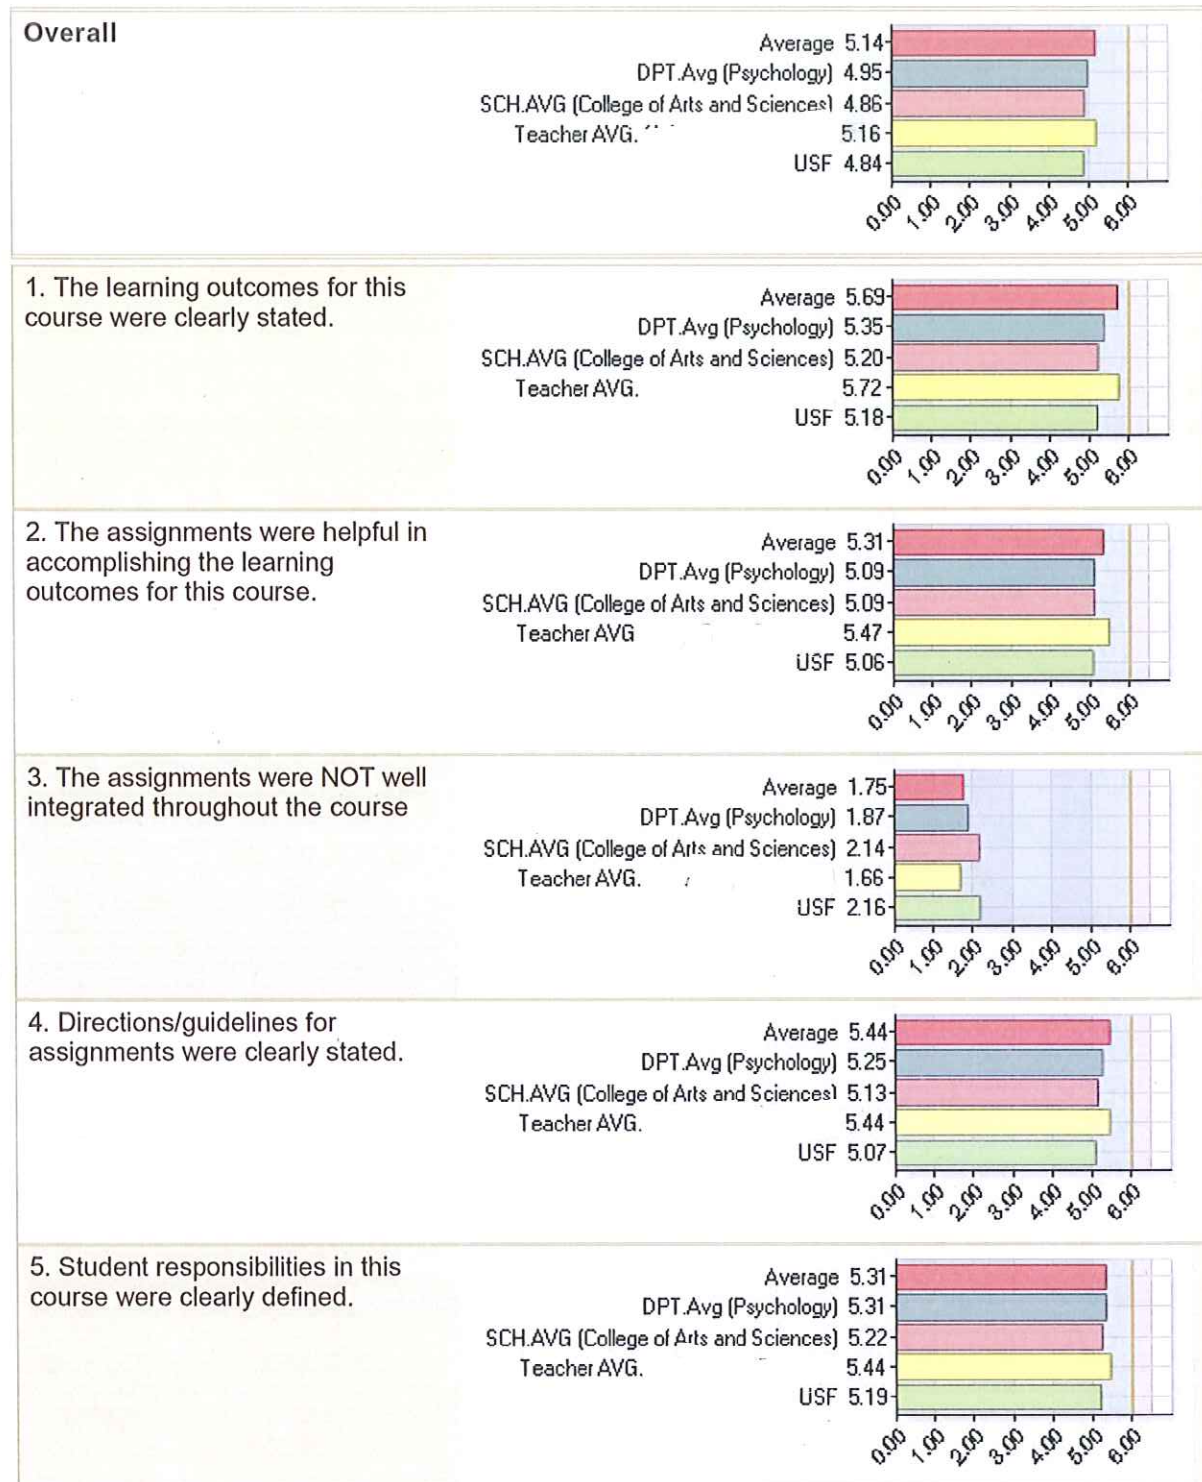 Overall
Average 5.14
DPT.Avg (Psychology) 4.95
SCH.AVG (College of Arts and Sciences) 4.86
Teacher AVG. 5.16
USF 4.84
0.00 1.00 2.00 3.00 4.00 5.00 6.00
1. The learning outcomes for this
course were clearly stated.
Average 5.69
DPT.Avg (Psychology) 5.35
SCH.AVG (College of Arts and Sciences) 5.20
Teacher AVG. 5.72
USF 5.18
0.00 1.00 2.00 3.00 4.00 5.00 6.00
2. The assignments were helpful in
accomplishing the learning
outcomes for this course.
Average 5.31
DPT.Avg (Psychology) 5.09
SCH.AVG (College of Arts and Sciences) 5.09
Teacher AVG 5.47
USF 5.06
0.00 1.00 2.00 3.00 4.00 5.00 6.00
3. The assignments were NOT well
integrated throughout the course
Average 1.75
DPT.Avg (Psychology) 1.87
SCH.AVG (College of Arts and Sciences) 2.14
Teacher AVG. 1.66
USF 2.16
0.00 1.00 2.00 3.00 4.00 5.00 6.00
4. Directions/guidelines for
assignments were clearly stated.
Average 5.44
DPT.Avg (Psychology) 5.25
SCH.AVG (College of Arts and Sciences) 5.13
Teacher AVG. 5.44
USF 5.07
0.00 1.00 2.00 3.00 4.00 5.00 6.00
5. Student responsibilities in this
course were clearly defined.
Average 5.31
DPT.Avg (Psychology) 5.31
SCH.AVG (College of Arts and Sciences) 5.22
Teacher AVG. 5.44
USF 5.19
0.00 1.00 2.00 3.00 4.00 5.00 6.00